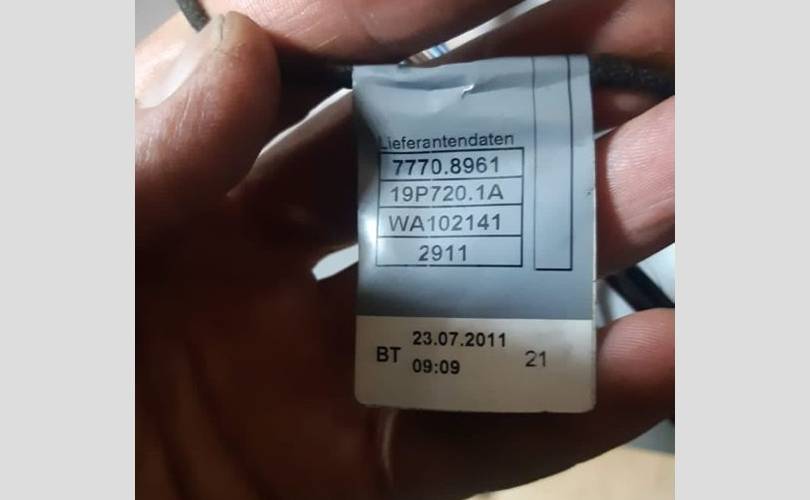 Lieferantendaten
7770.8961
19P720.1A
WA102141
2911
BT 23.07.2011 21
09:09